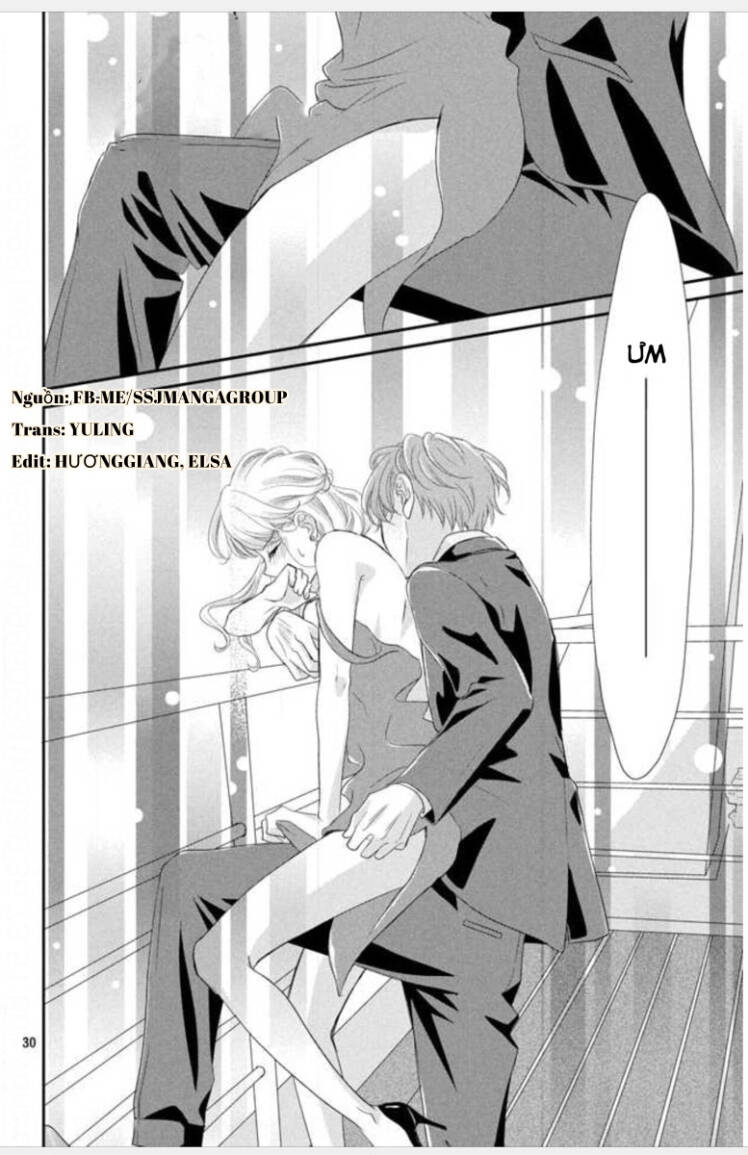 ƯM
Nguồn: FB.ME/SSJMANGAGROUP
Trans: YULING
Edit: HƯƠNGGIANG, ELSA
30